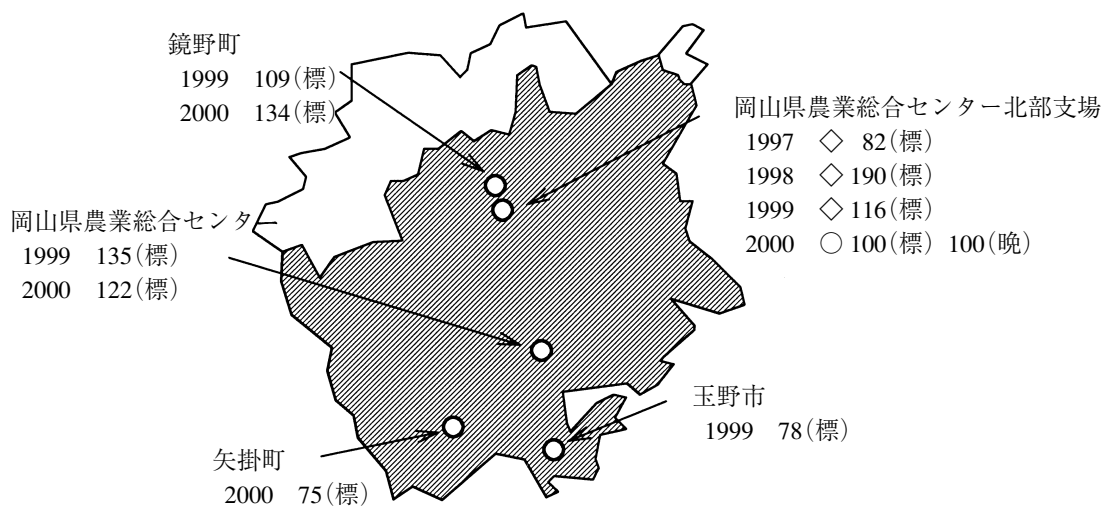 鏡野町
1999 109(標)
2000 134(標)
岡山県農業総合センター北部支場
1997 ◇ 82(標)
1998 ◇ 190(標)
1999 ◇ 116(標)
2000 ○ 100(標) 100(晩)
岡山県農業総合センター
1999 135(標)
2000 122(標)
玉野市
1999 78(標)
矢掛町
2000 75(標)